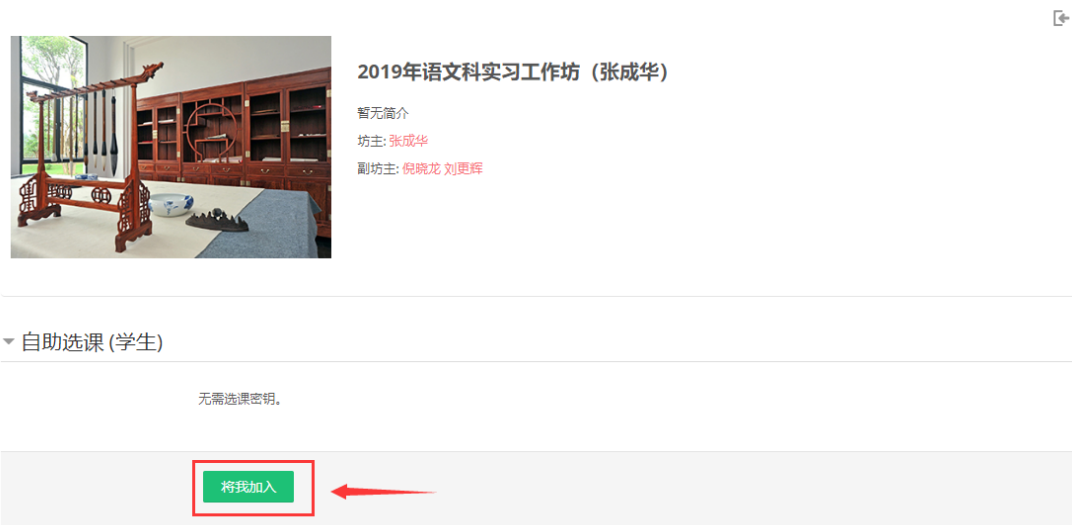 2019年语文科实习工作坊（张成华）
暂无简介
坊主: 张成华
副坊主: 倪晓龙 刘更辉
自助选课 (学生)
无需选课密钥。
将我加入